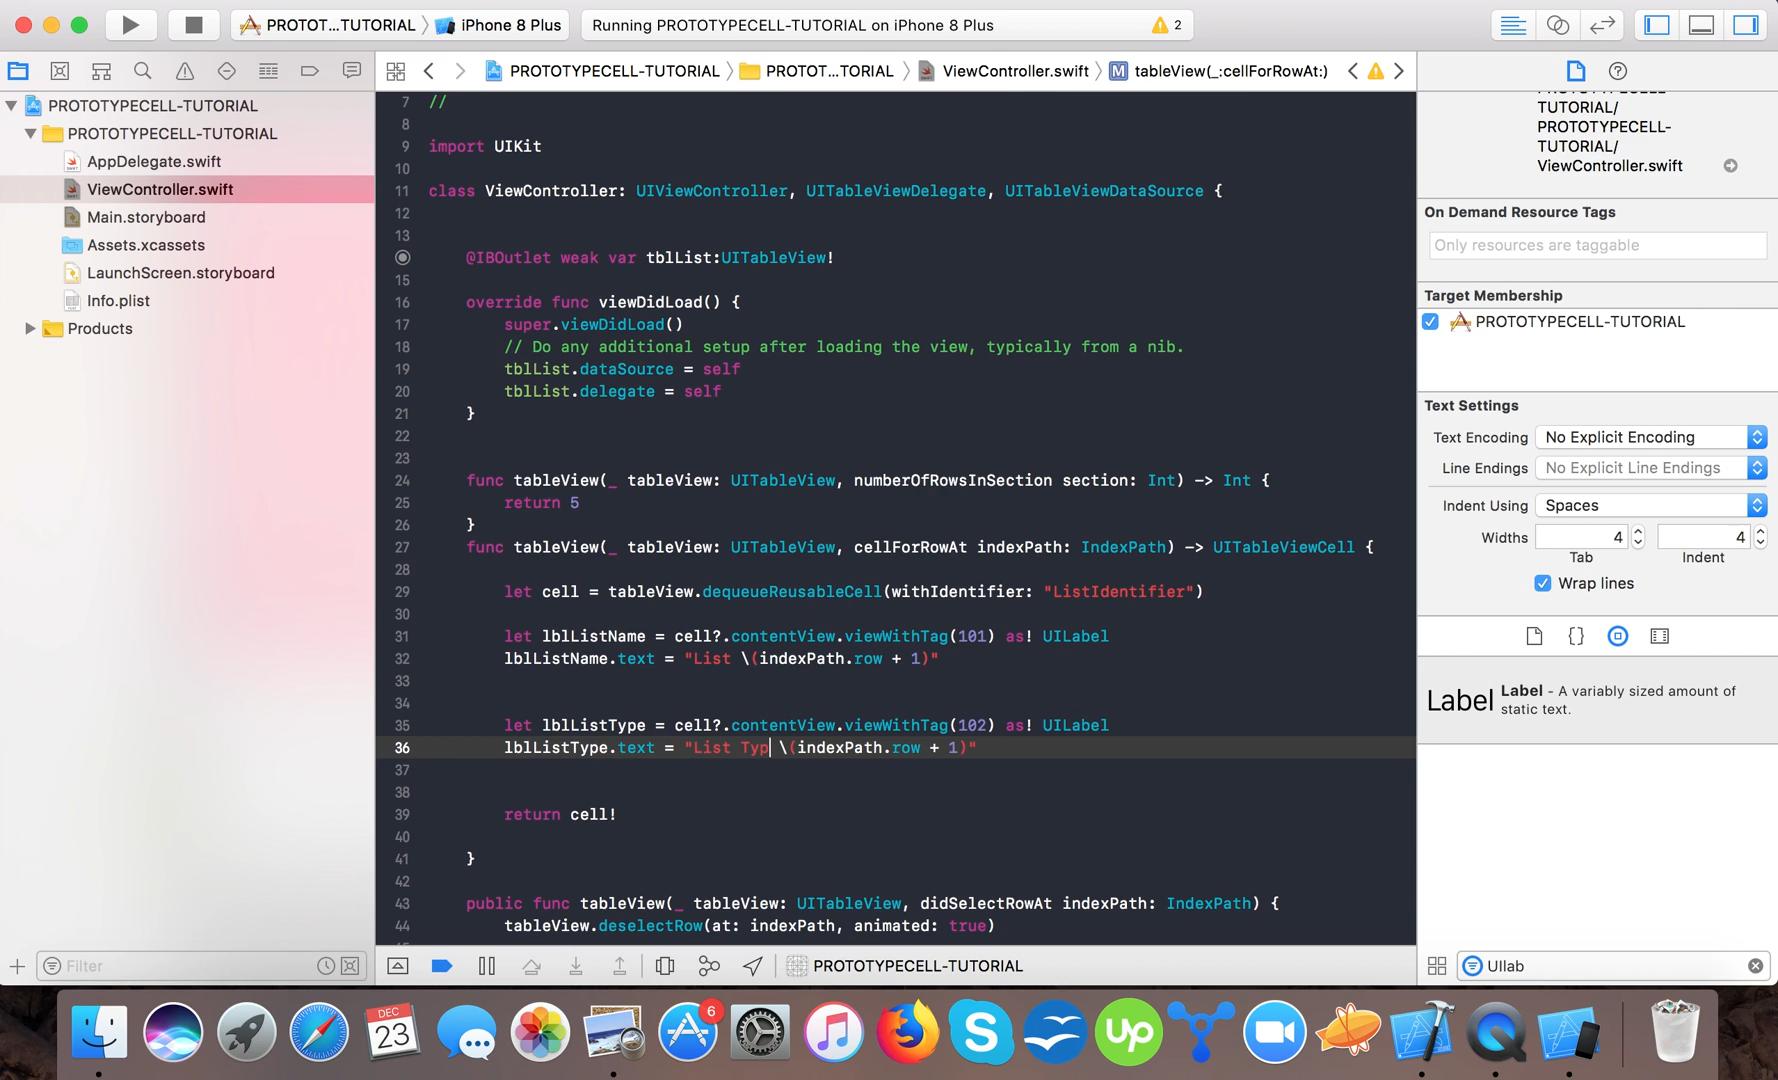 PROTOT...TUTORIAL
iPhone 8 Plus
Running PROTOTYPECELL-TUTORIAL on iPhone 8 Plus
2
PROTOTYPECELL-TUTORIAL
PROTOT...TORIAL
ViewController.swift
M
tableView(_:cellForRowAt:)
PROTOTYPECELL-TUTORIAL
PROTOTYPECELL-TUTORIAL
AppDelegate.swift
ViewController.swift
Main.storyboard
Assets.xcassets
LaunchScreen.storyboard
Info.plist
Products
Filter
7 //
8
9 import UIKit
10
11 class ViewController: UIViewController, UITableViewDelegate, UITableViewDataSource {
12
13
@IBOutlet weak var tblList:UITableView!
15
16 override func viewDidLoad() {
17 super.viewDidLoad()
18 // Do any additional setup after loading the view, typically from a nib.
19 tblList.dataSource = self
20 tblList.delegate = self
21 }
22
23
24 func tableView(_ tableView: UITableView, numberOfRowsInSection section: Int) -> Int {
25 return 5
26 }
27 func tableView(_ tableView: UITableView, cellForRowAt indexPath: IndexPath) -> UITableViewCell {
28
29 let cell = tableView.dequeueReusableCell(withIdentifier: "ListIdentifier")
30
31 let lblListName = cell?.contentView.viewWithTag(101) as! UILabel
32 lblListName.text = "List \(indexPath.row + 1)"
33
34
35 let lblListType = cell?.contentView.viewWithTag(102) as! UILabel
36 lblListType.text = "List Typ \(indexPath.row + 1)"
37
38
39 return cell!
40
41 }
42
43 public func tableView(_ tableView: UITableView, didSelectRowAt indexPath: IndexPath) {
44 tableView.deselectRow(at: indexPath, animated: true)
PROTOTYPECELL-TUTORIAL
TUTORIAL/
PROTOTYPECELL-
TUTORIAL/
ViewController.swift
On Demand Resource Tags
Only resources are taggable
Target Membership
PROTOTYPECELL-TUTORIAL
Text Settings
Text Encoding No Explicit Encoding
Line Endings No Explicit Line Endings
Indent Using Spaces
Widths 4 4
Tab Indent
Wrap lines
Label
Label - A variably sized amount of
static text.
UIlab
DEC
23
6
S
up